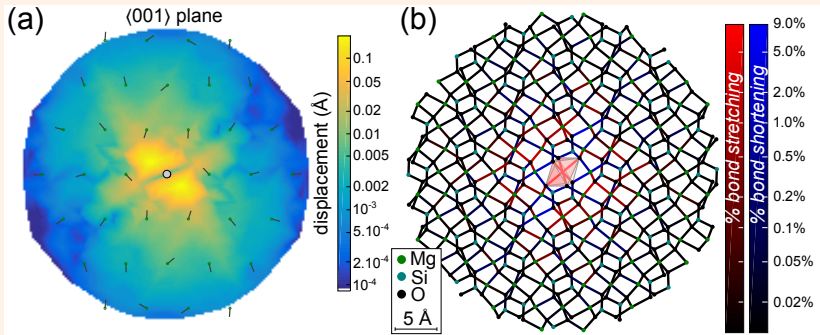 (a)
⟨001⟩ plane
0.1
0.05
0.01
0.005
0.002
10⁻³
5.10⁻⁴
2.10⁻⁴
10⁻⁴
displacement (Å)
(b)
Mg
Si
O
5 Å
% bond stretching
% bond shortening
9.0%
5.0%
2.0%
1.0%
0.5%
0.2%
0.1%
0.05%
0.02%